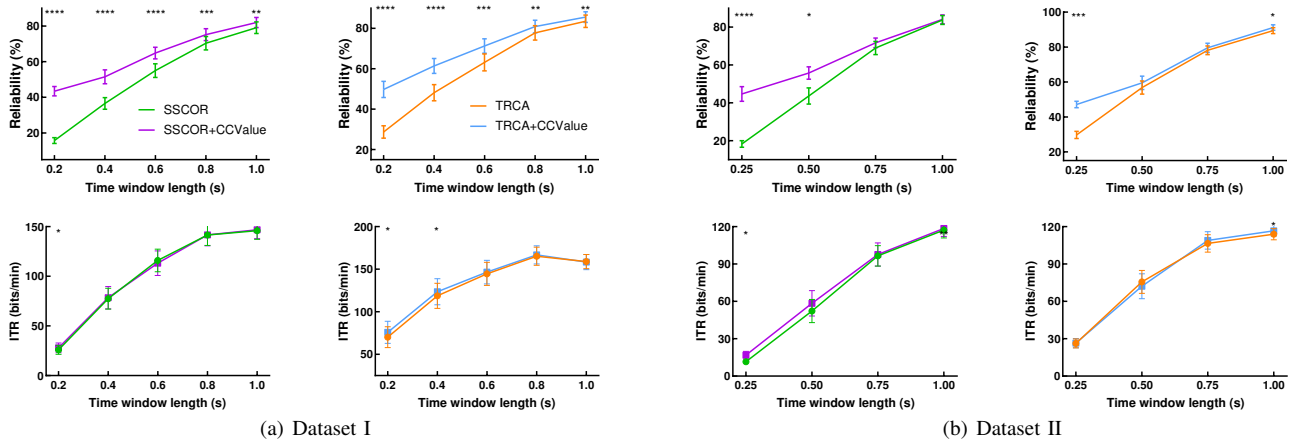 **** **** **** *** **
Reliability (%)
80
60
40
20
SSCOR
SSCOR+CCValue
0.2 0.4 0.6 0.8 1.0
Time window length (s)
**** **** *** ** **
Reliability (%)
80
60
40
20
TRCA
TRCA+CCValue
0.2 0.4 0.6 0.8 1.0
Time window length (s)
**** *
Reliability (%)
80
60
40
20
0.25 0.50 0.75 1.00
Time window length (s)
*** *
Reliability (%)
100
80
60
40
20
0.25 0.50 0.75 1.00
Time window length (s)
*
ITR (bits/min)
150
100
50
0
0.2 0.4 0.6 0.8 1.0
Time window length (s)
* *
ITR (bits/min)
200
150
100
50
0.2 0.4 0.6 0.8 1.0
Time window length (s)
* **
ITR (bits/min)
120
90
60
30
0
0.25 0.50 0.75 1.00
Time window length (s)
*
ITR (bits/min)
120
90
60
30
0
0.25 0.50 0.75 1.00
Time window length (s)
(a) Dataset I
(b) Dataset II